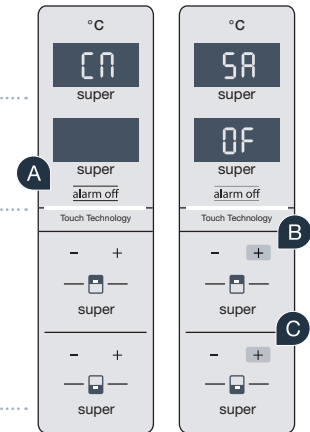 °C
CN
super
super
A
alarm off
Touch Technology
- +
super
- +
super
°C
SA
super
OF
super
alarm off
Touch Technology
B
- +
super
C
- +
super